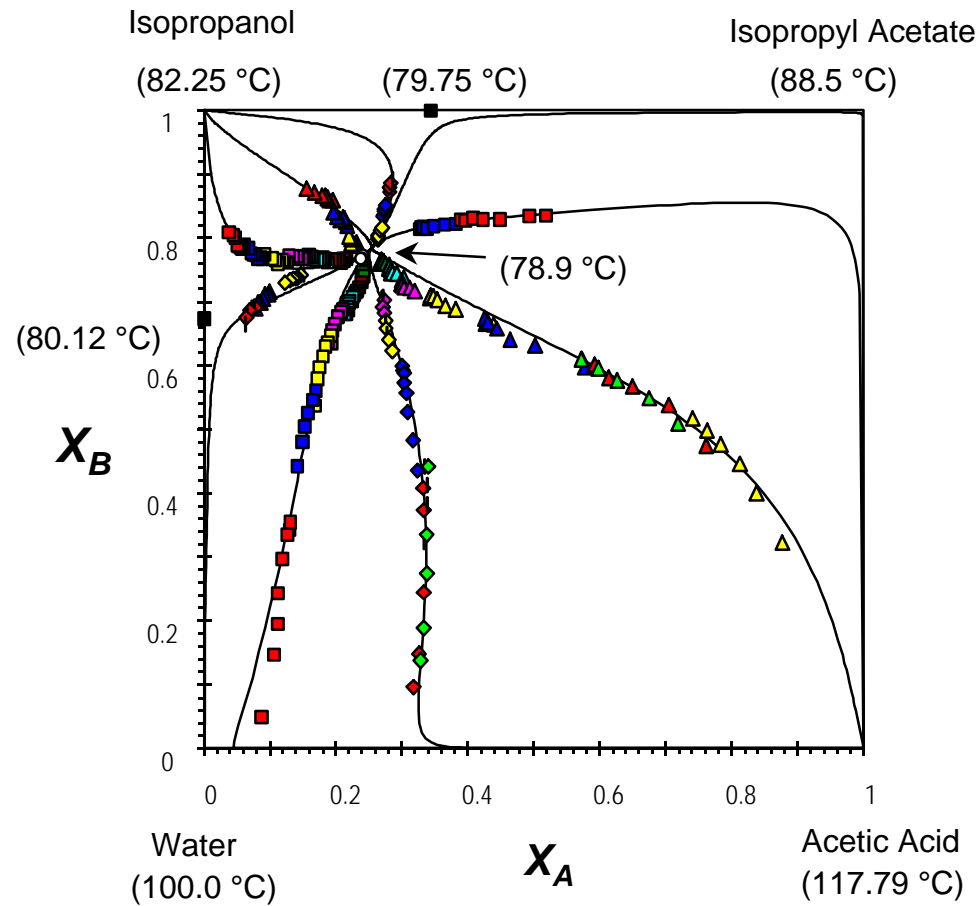 Isopropanol
Isopropyl Acetate
(82.25 °C)
(79.75 °C)
(88.5 °C)
1
0.8
(78.9 °C)
(80.12 °C)
0.6
X_B
0.4
0.2
0
0 0.2 0.4 0.6 0.8 1
Water
X_A
Acetic Acid
(100.0 °C)
(117.79 °C)